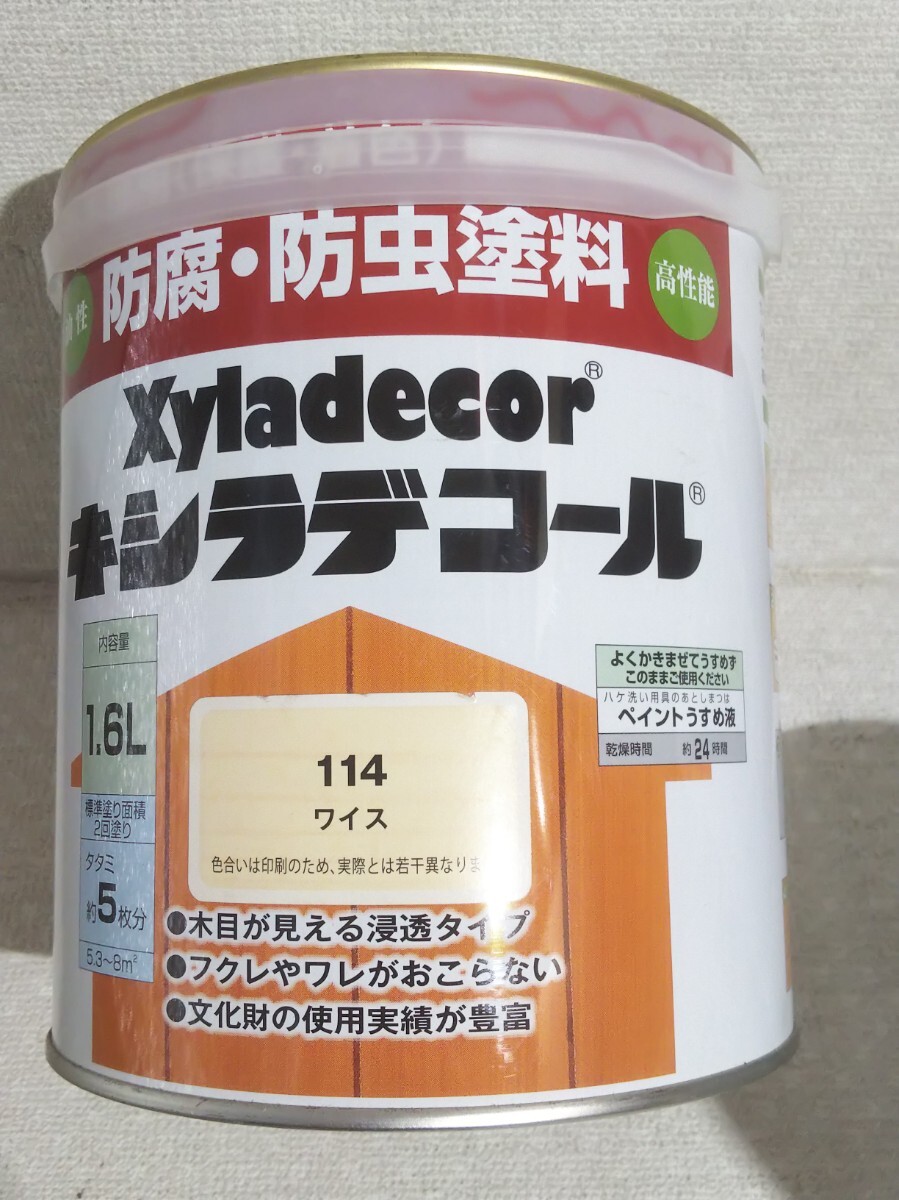 防腐・防虫塗料
性
高性能
Xyladecor®
キシラデコール®
内容量
1.6L
標準塗り面積
2回塗り
タタミ
約5枚分
5.3~8m²
よくかきまぜてうすめず
このままご使用ください
ハケ洗い用具のあとしまつは
ペイントうすめ液
乾燥時間 約24時間
114
ワイス
色合いは印刷のため、実際とは若干異なりま
●木目が見える浸透タイプ
●フクレやワレがおこらない
●文化財の使用実績が豊富